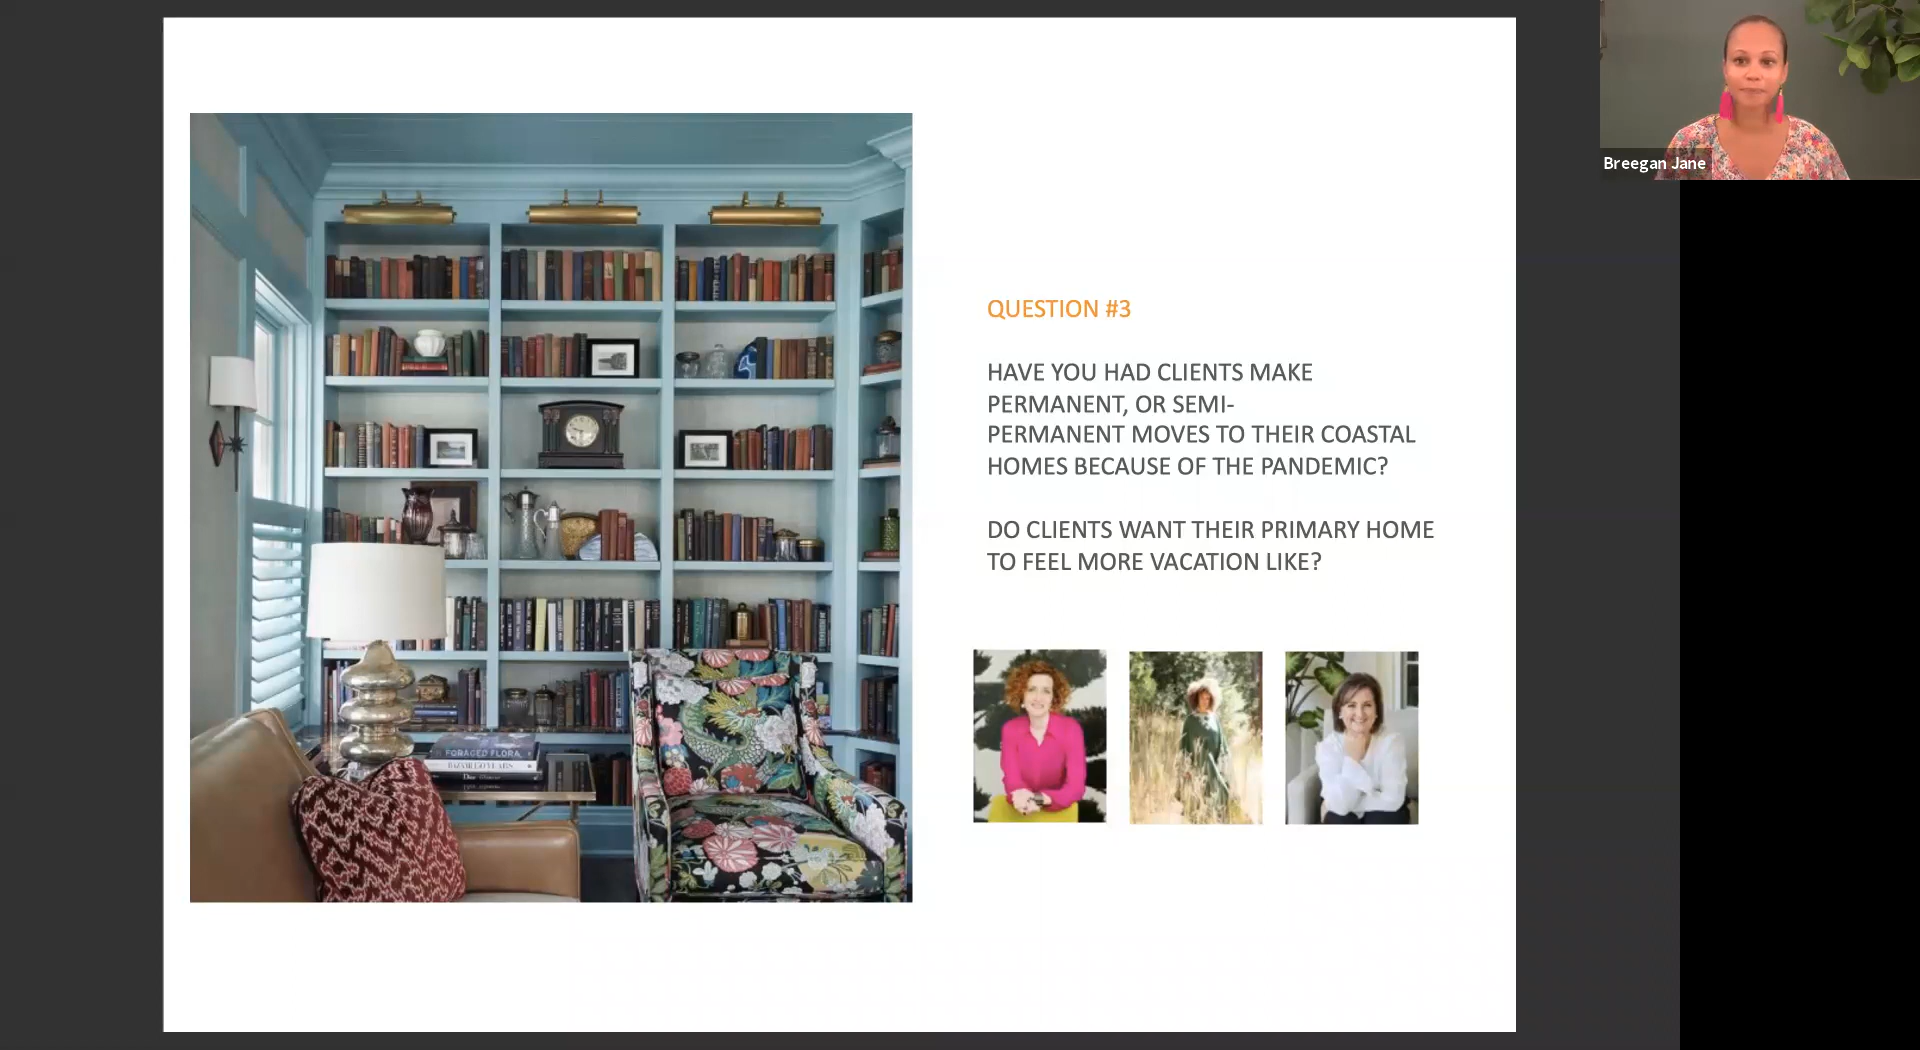 Breegan Jane
QUESTION #3
HAVE YOU HAD CLIENTS MAKE
PERMANENT, OR SEMI-
PERMANENT MOVES TO THEIR COASTAL
HOMES BECAUSE OF THE PANDEMIC?
DO CLIENTS WANT THEIR PRIMARY HOME
TO FEEL MORE VACATION LIKE?
FORAGED FLORA